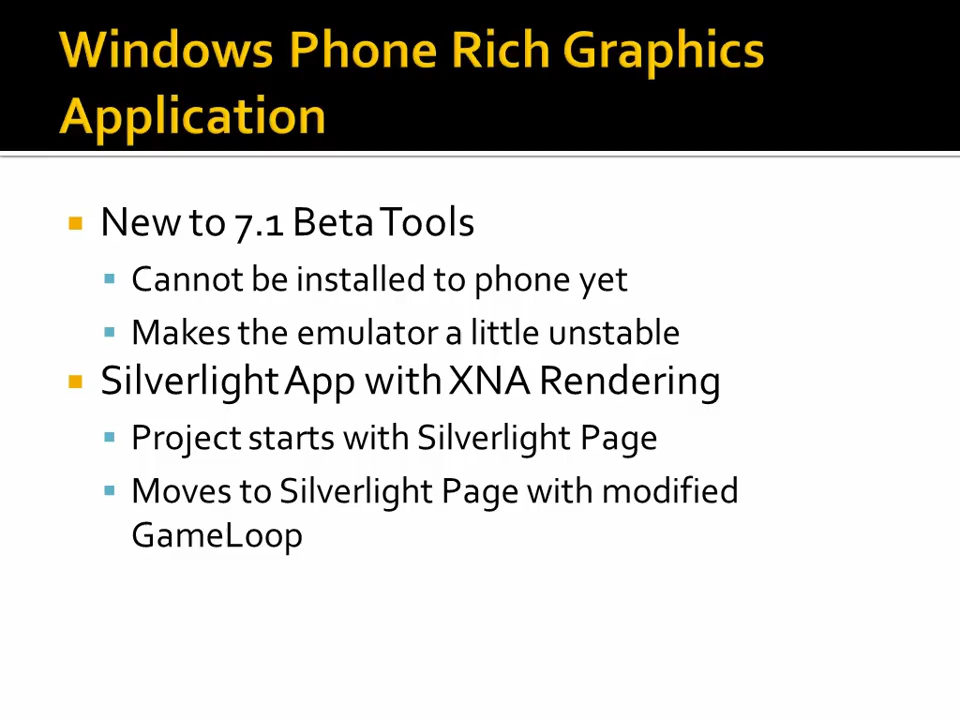 Windows Phone Rich Graphics
Application
New to 7.1 Beta Tools
Cannot be installed to phone yet
Makes the emulator a little unstable
Silverlight App with XNA Rendering
Project starts with Silverlight Page
Moves to Silverlight Page with modified
GameLoop